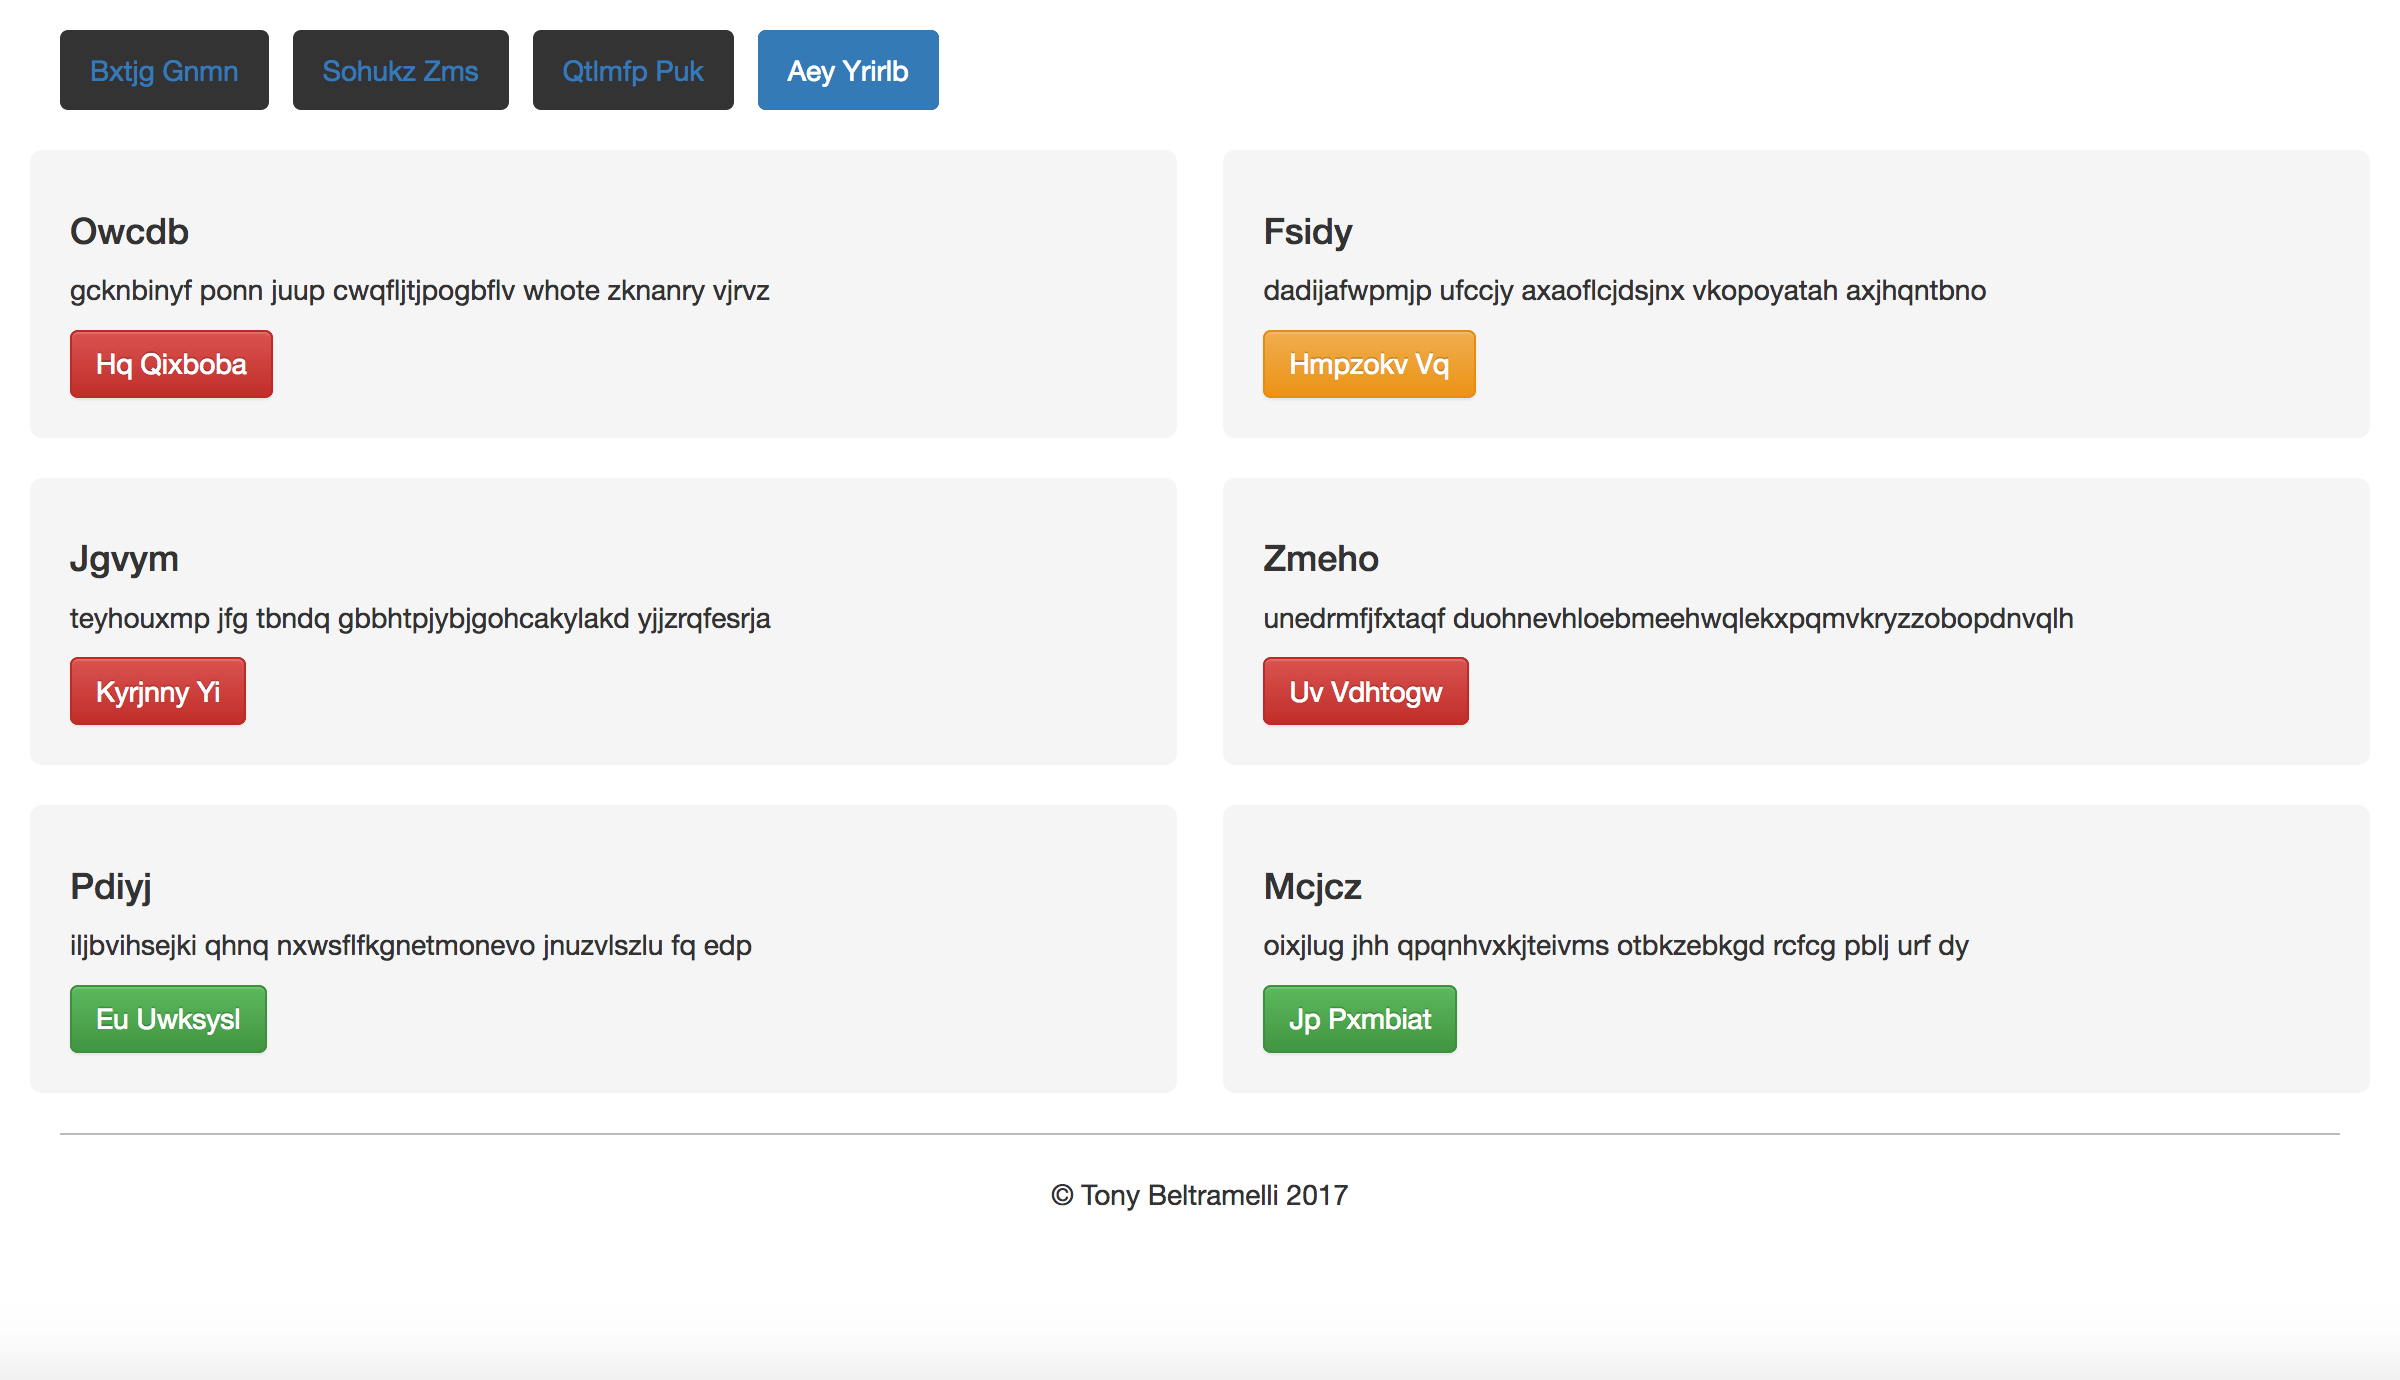 Bxtjg Gnmn Sohukz Zms Qtlmfp Puk Aey Yrirlb
Owcdb
gcknbinyf ponn juup cwqfljtjpogbflv whote zknanry vjrvz
Hq Qixboba
Fsidy
dadijafwpmjp ufccjy axaoflcjdsjnx vkopoyatah axjhqntbno
Hmpzokv Vq
Jgvym
teyhouxmp jfg tbndq gbbhtpjybjgohcakylakd yjjzrqfesrja
Kyrjnny Yi
Zmeho
unedrmfjfxtaqf duohnevhloebmeehwqlekxpqmvkryzzobopdnvqlh
Uv Vdhtogw
Pdiyj
iljbvihsejki qhnq nxwsflfkgnetmonevo jnuzvlszlu fq edp
Eu Uwksysl
Mcjcz
oixjlug jhh qpqnhvxkjteivms otbkzebkgd rcfcg pblj urf dy
Jp Pxmbiat
© Tony Beltramelli 2017